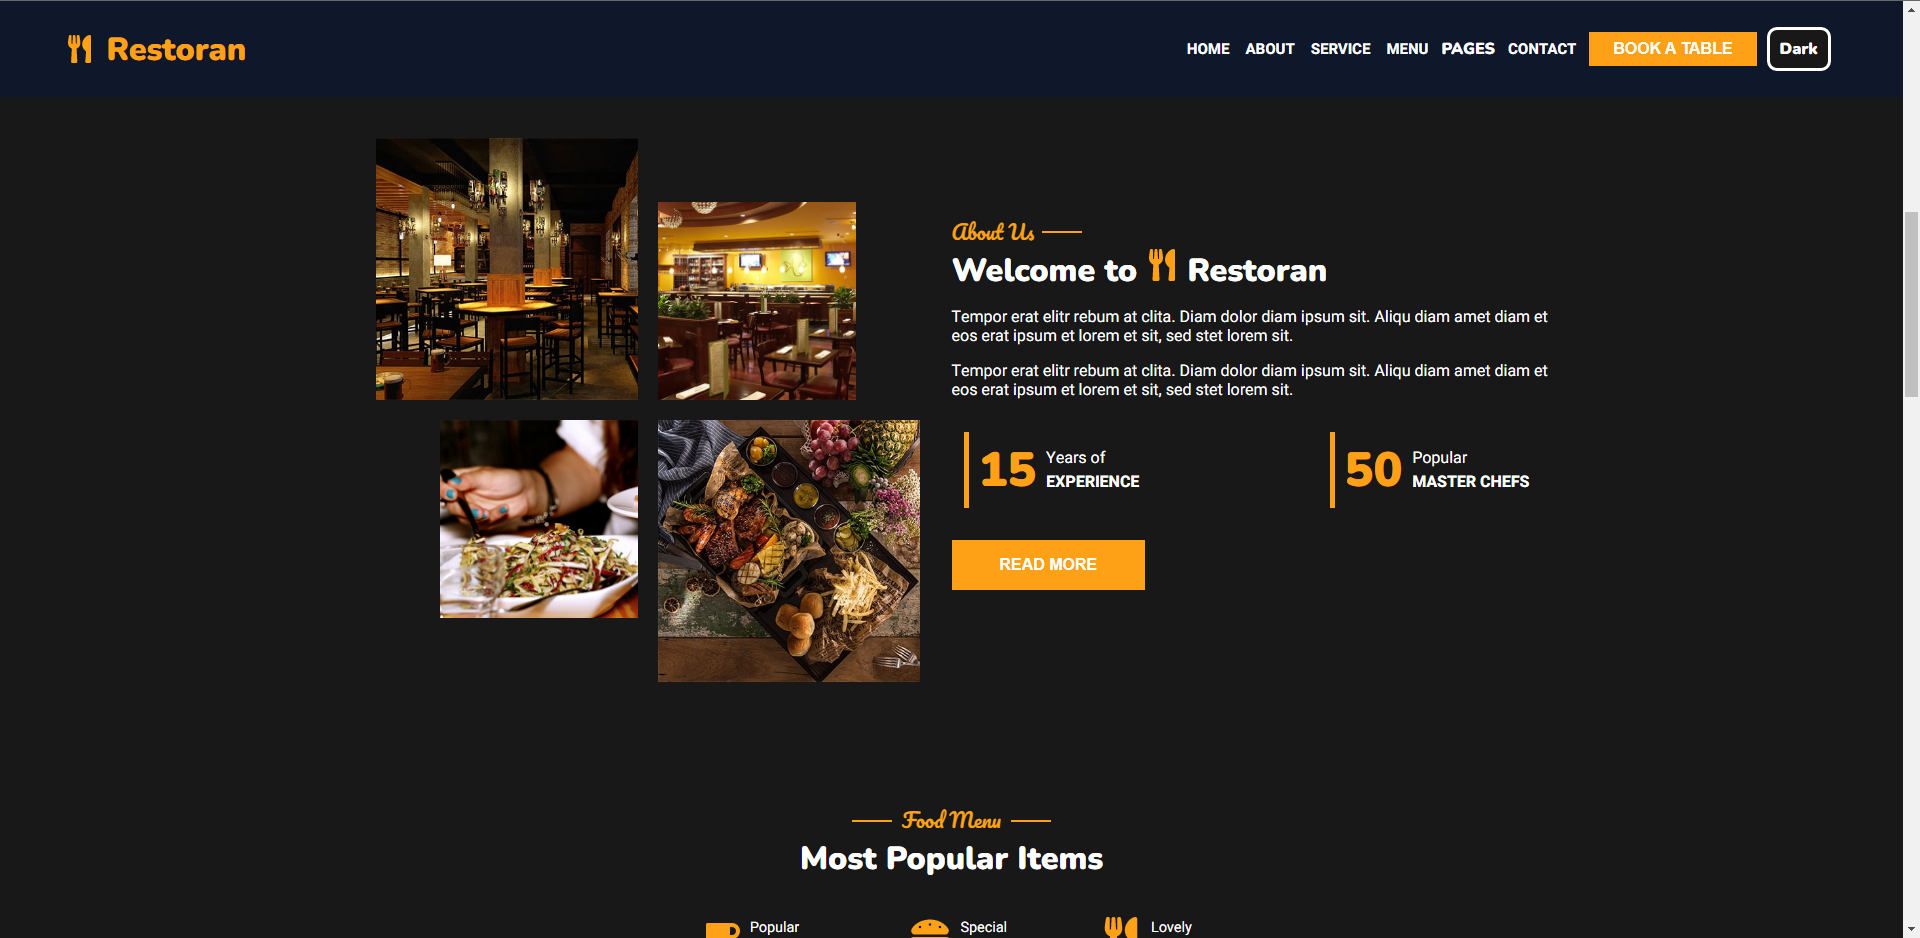 Restoran
HOME ABOUT SERVICE MENU PAGES CONTACT BOOK A TABLE Dark
About Us
Welcome to Restoran
Tempor erat elitr rebum at clita. Diam dolor diam ipsum sit. Aliqu diam amet diam et
eos erat ipsum et lorem et sit, sed stet lorem sit.
Tempor erat elitr rebum at clita. Diam dolor diam ipsum sit. Aliqu diam amet diam et
eos erat ipsum et lorem et sit, sed stet lorem sit.
15 Years of
EXPERIENCE
50 Popular
MASTER CHEFS
READ MORE
Food Menu
Most Popular Items
Popular
Special
Lovely